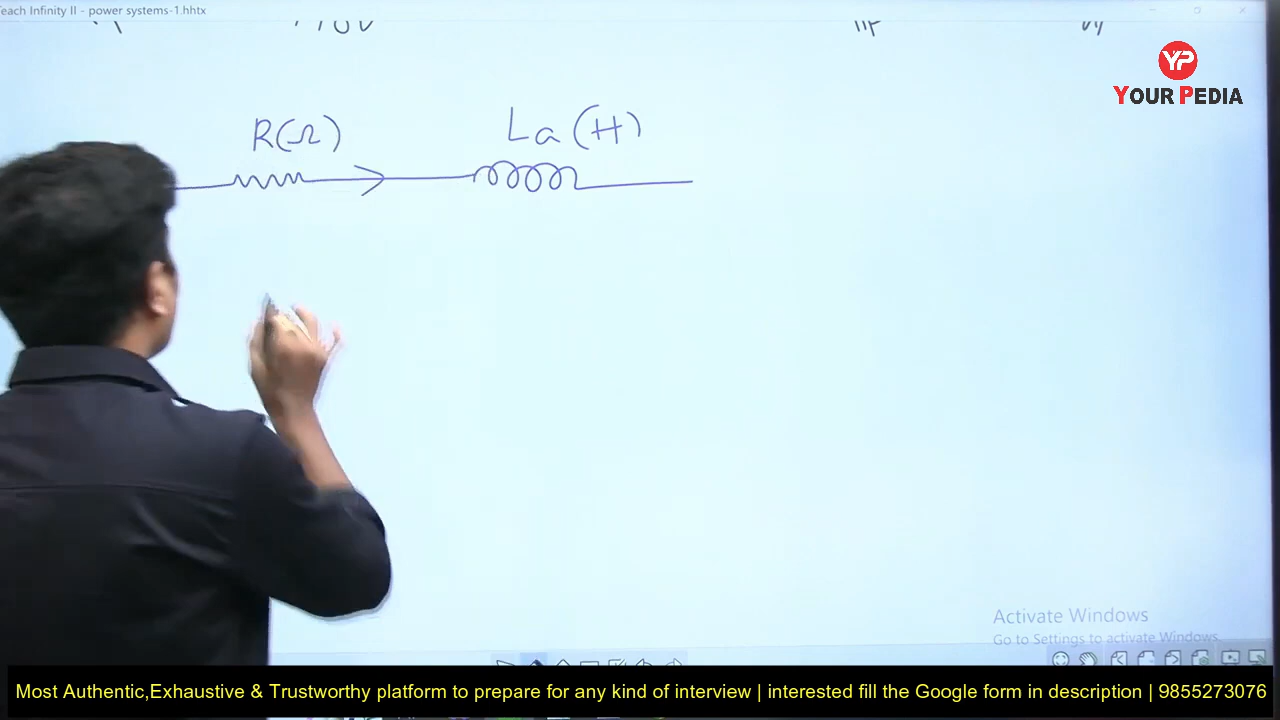 each Infinity II - power systems-1.hhtx
YP
YOUR PEDIA
R(Ω)
La (H)
Activate Windows
Go to Settings to activate Windows.
Most Authentic,Exhaustive & Trustworthy platform to prepare for any kind of interview | interested fill the Google form in description | 9855273076